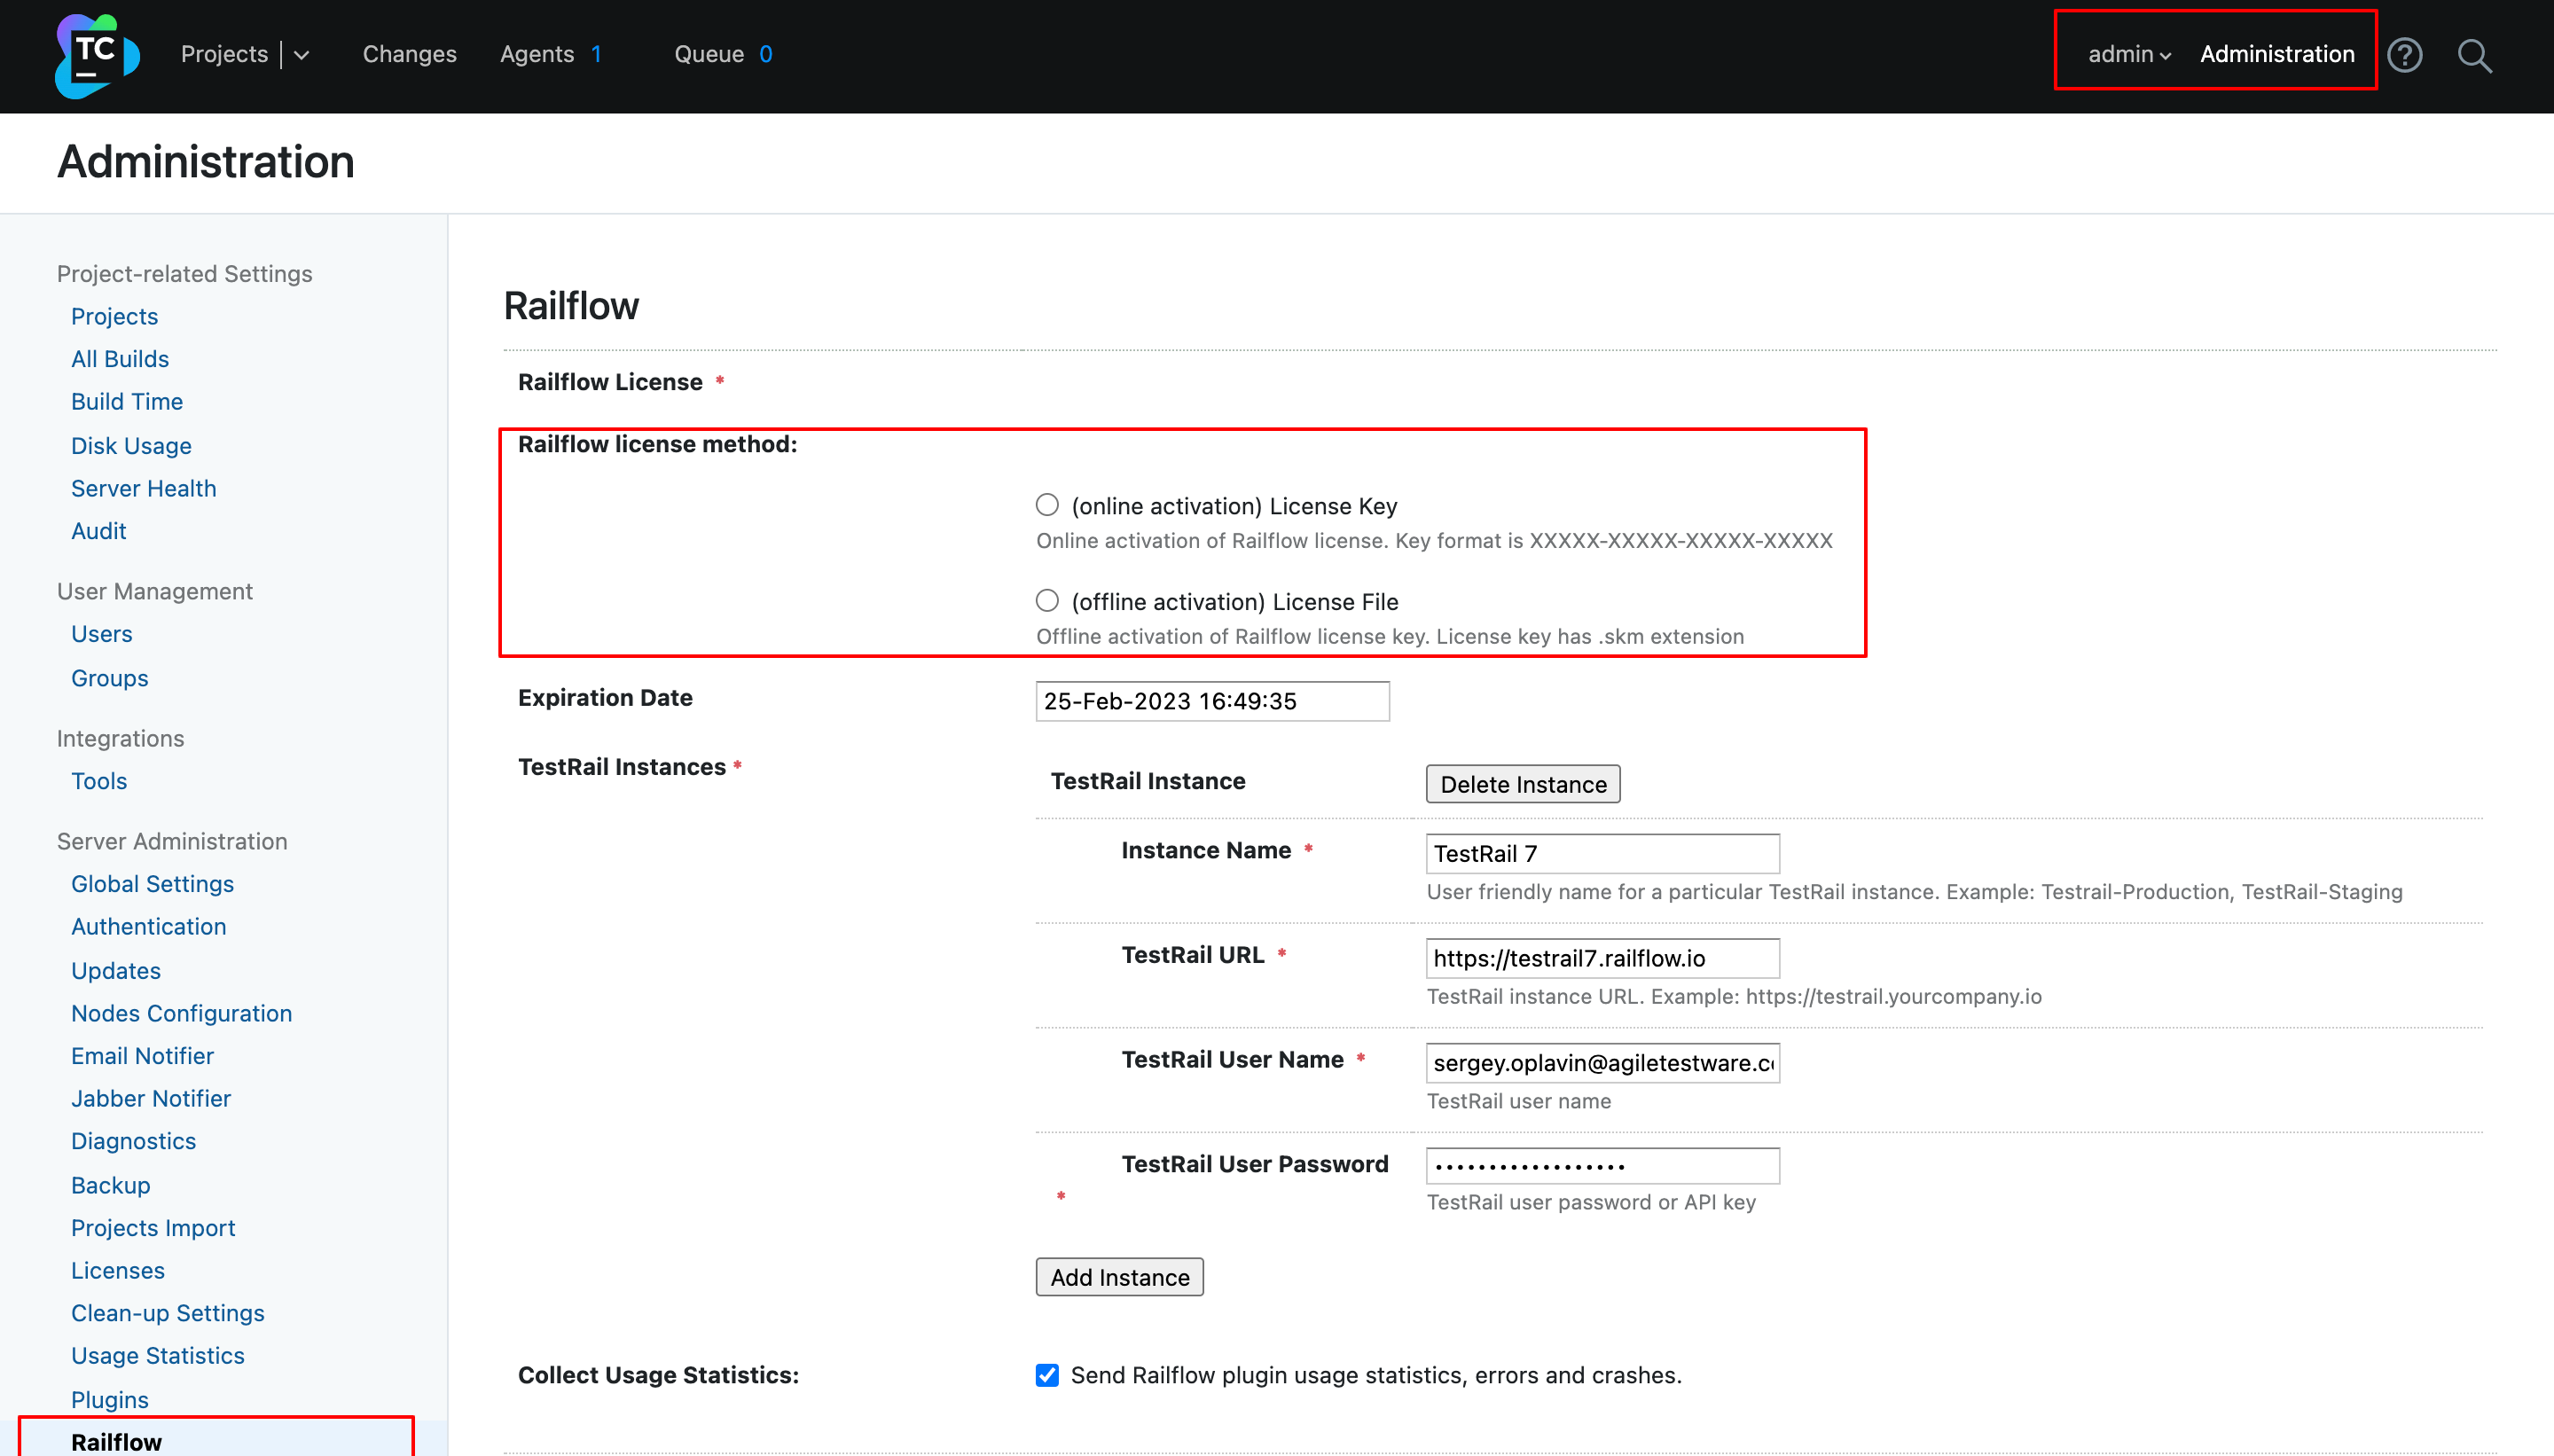 TC Projects Changes Agents 1 Queue 0 admin Administration
Administration
Project-related Settings
Projects
All Builds
Build Time
Disk Usage
Server Health
Audit
User Management
Users
Groups
Integrations
Tools
Server Administration
Global Settings
Authentication
Updates
Nodes Configuration
Email Notifier
Jabber Notifier
Diagnostics
Backup
Projects Import
Licenses
Clean-up Settings
Usage Statistics
Plugins
Railflow
Railflow
Railflow License *
Railflow license method:
(online activation) License Key
Online activation of Railflow license. Key format is XXXXX-XXXXX-XXXXX-XXXXX
(offline activation) License File
Offline activation of Railflow license key. License key has .skm extension
Expiration Date 25-Feb-2023 16:49:35
TestRail Instances *
TestRail Instance Delete Instance
Instance Name * TestRail 7
User friendly name for a particular TestRail instance. Example: Testrail-Production, TestRail-Staging
TestRail URL * https://testrail7.railflow.io
TestRail instance URL. Example: https://testrail.yourcompany.io
TestRail User Name * sergey.oplavin@agiletestware.c
TestRail user name
TestRail User Password * ••••••••••••••••••
TestRail user password or API key
Add Instance
Collect Usage Statistics: Send Railflow plugin usage statistics, errors and crashes.